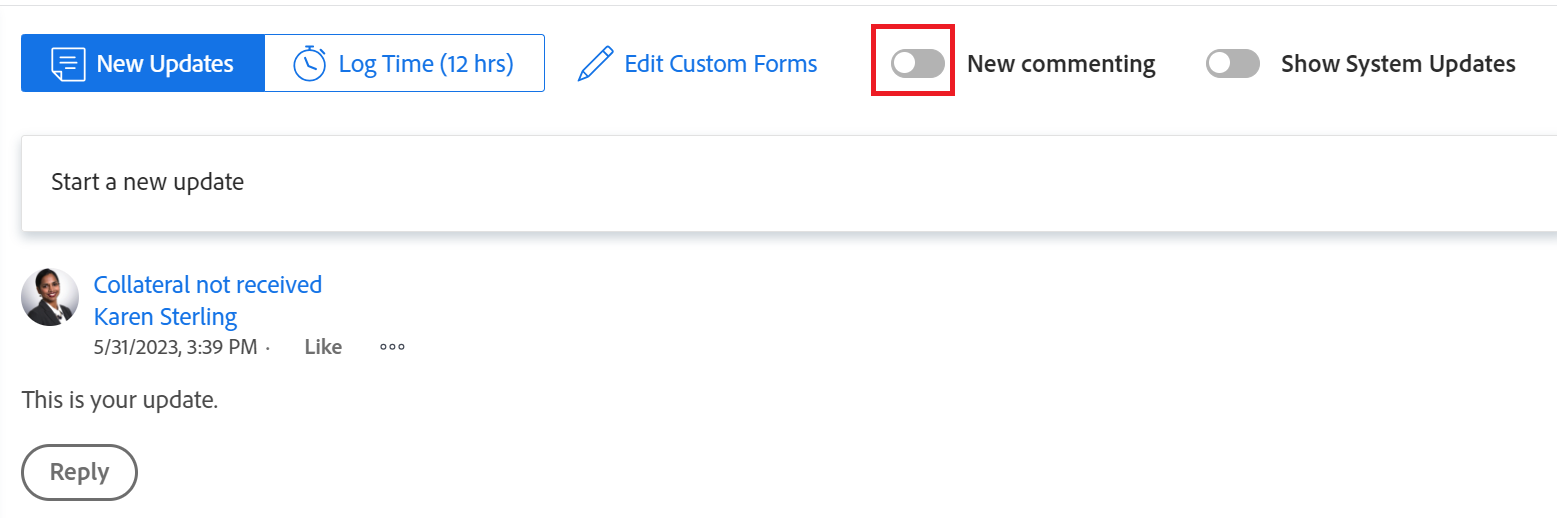 New Updates Log Time (12 hrs) Edit Custom Forms New commenting Show System Updates
Start a new update
Collateral not received
Karen Sterling
5/31/2023, 3:39 PM · Like
This is your update.
Reply